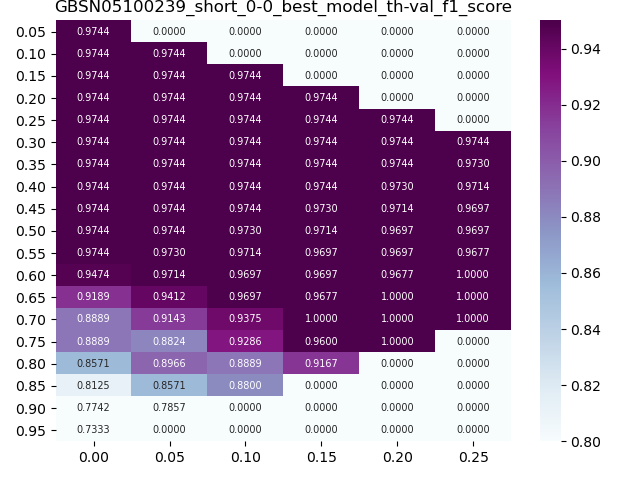 GBSN05100239_short_0-0_best_model_th-val_f1_score
0.05 0.9744 0.0000 0.0000 0.0000 0.0000 0.0000
0.10 0.9744 0.9744 0.0000 0.0000 0.0000 0.0000
0.15 0.9744 0.9744 0.9744 0.0000 0.0000 0.0000
0.20 0.9744 0.9744 0.9744 0.9744 0.0000 0.0000
0.25 0.9744 0.9744 0.9744 0.9744 0.9744 0.0000
0.30 0.9744 0.9744 0.9744 0.9744 0.9744 0.9744
0.35 0.9744 0.9744 0.9744 0.9744 0.9744 0.9730
0.40 0.9744 0.9744 0.9744 0.9744 0.9730 0.9714
0.45 0.9744 0.9744 0.9744 0.9730 0.9714 0.9697
0.50 0.9744 0.9744 0.9730 0.9714 0.9697 0.9697
0.55 0.9744 0.9730 0.9714 0.9697 0.9697 0.9677
0.60 0.9474 0.9714 0.9697 0.9697 0.9677 1.0000
0.65 0.9189 0.9412 0.9697 0.9677 1.0000 1.0000
0.70 0.8889 0.9143 0.9375 1.0000 1.0000 1.0000
0.75 0.8889 0.8824 0.9286 0.9600 1.0000 0.0000
0.80 0.8571 0.8966 0.8889 0.9167 0.0000 0.0000
0.85 0.8125 0.8571 0.8800 0.0000 0.0000 0.0000
0.90 0.7742 0.7857 0.0000 0.0000 0.0000 0.0000
0.95 0.7333 0.0000 0.0000 0.0000 0.0000 0.0000
0.00 0.05 0.10 0.15 0.20 0.25
0.94
0.92
0.90
0.88
0.86
0.84
0.82
0.80